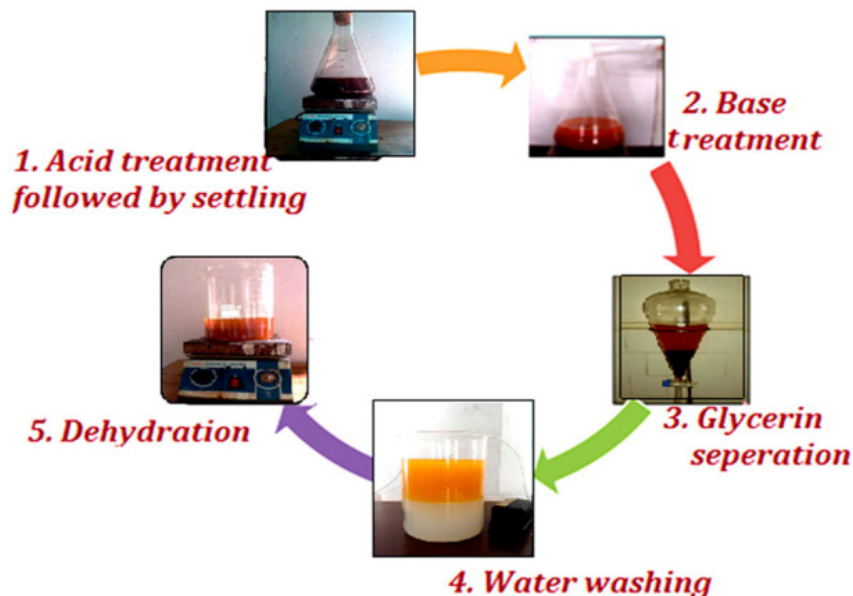 1. Acid treatment
followed by settling
2. Base
treatment
3. Glycerin
seperation
4. Water washing
5. Dehydration